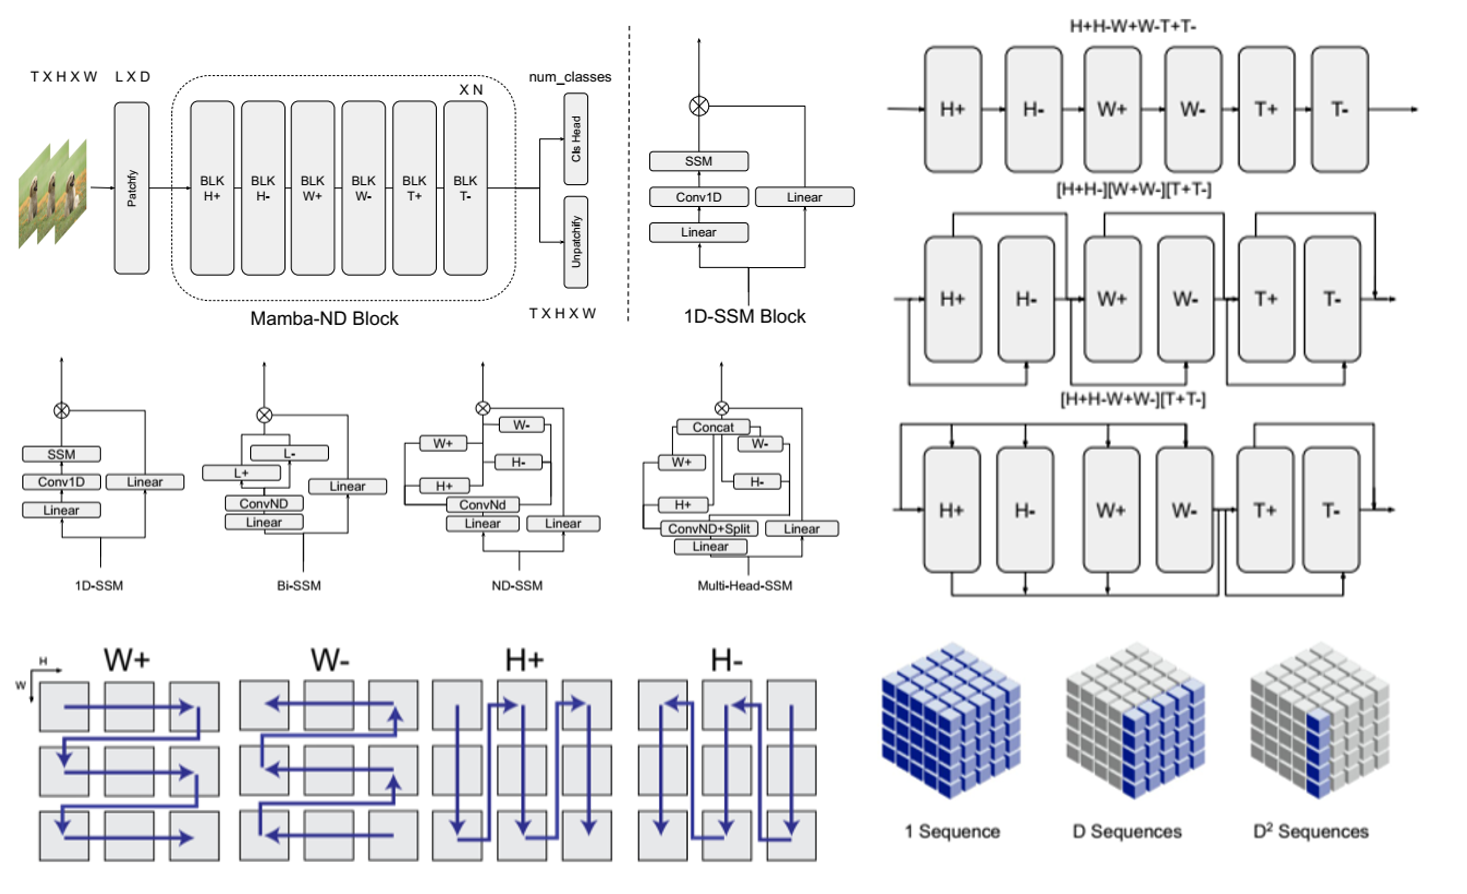 T X H X W
L X D
Patchfy
X N
BLK
H+
BLK
H-
BLK
W+
BLK
W-
BLK
T+
BLK
T-
num_classes
Cls Head
Unpatchify
T X H X W
Mamba-ND Block
SSM
Conv1D
Linear
Linear
1D-SSM Block
H+H-W+W-T+T-
H+
H-
W+
W-
T+
T-
[H+H-][W+W-][T+T-]
H+
H-
W+
W-
T+
T-
[H+H-W+W-][T+T-]
H+
H-
W+
W-
T+
T-
SSM
Conv1D
Linear
Linear
1D-SSM
L-
L+
ConvND
Linear
Linear
Bi-SSM
W-
W+
H-
H+
ConvNd
Linear
Linear
ND-SSM
Concat
W-
W+
H-
H+
ConvND+Split
Linear
Linear
Multi-Head-SSM
H
W
W+
W-
H+
H-
1 Sequence
D Sequences
D² Sequences